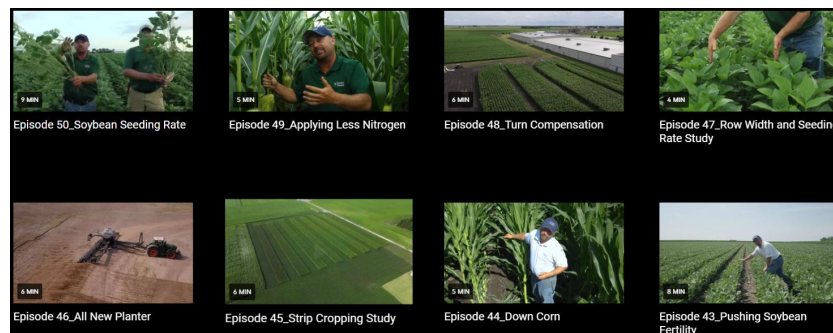 9 MIN
5 MIN
6 MIN
4 MIN
Episode 50_Soybean Seeding Rate
Episode 49_Applying Less Nitrogen
Episode 48_Turn Compensation
Episode 47_Row Width and Seedin
Rate Study
6 MIN
6 MIN
5 MIN
8 MIN
Episode 46_All New Planter
Episode 45_Strip Cropping Study
Episode 44_Down Corn
Episode 43_Pushing Soybean
Fertility